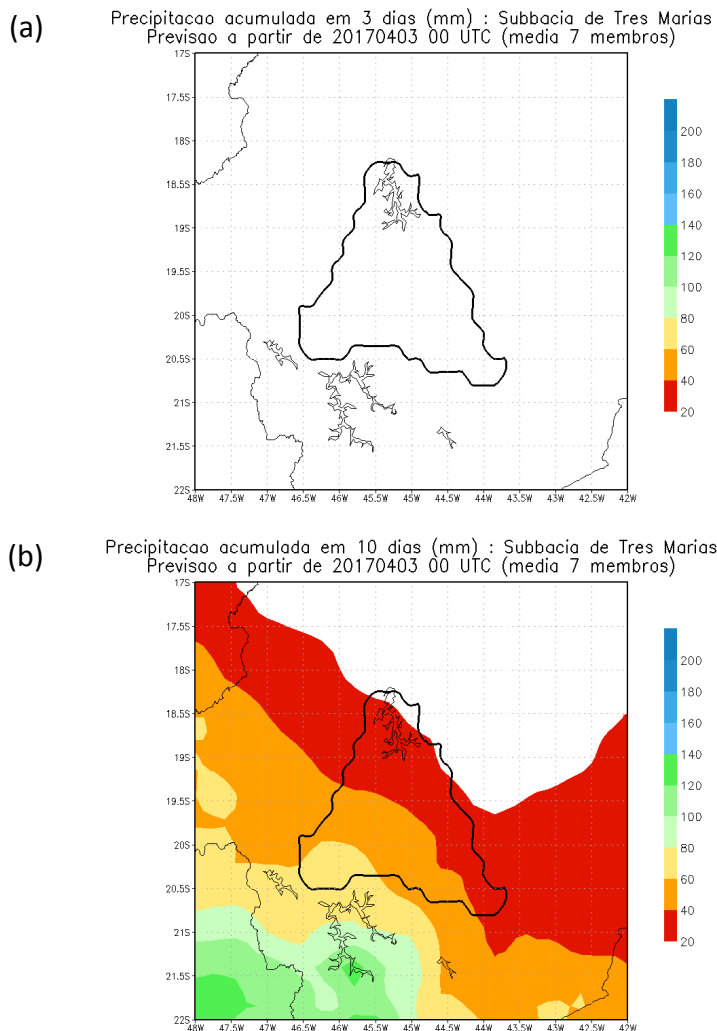 (a)
Precipitacao acumulada em 3 dias (mm) : Subbacia de Tres Marias
Previsao a partir de 20170403 00 UTC (media 7 membros)
17S
17.5S
18S
18.5S
19S
19.5S
20S
20.5S
21S
21.5S
22S
48W 47.5W 47W 46.5W 46W 45.5W 45W 44.5W 44W 43.5W 43W 42.5W 42W
200
180
160
140
120
100
80
60
40
20
(b)
Precipitacao acumulada em 10 dias (mm) : Subbacia de Tres Marias
Previsao a partir de 20170403 00 UTC (media 7 membros)
17S
17.5S
18S
18.5S
19S
19.5S
20S
20.5S
21S
21.5S
22S
48W 47.5W 47W 46.5W 46W 45.5W 45W 44.5W 44W 43.5W 43W 42.5W 42W
200
180
160
140
120
100
80
60
40
20